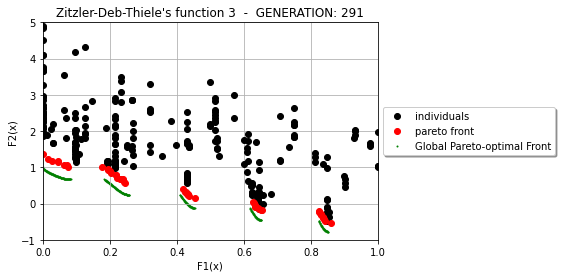 Zitzler-Deb-Thiele's function 3 - GENERATION: 291
5
4
3
2
1
0
−1
F2(x)
0.0 0.2 0.4 0.6 0.8 1.0
F1(x)
individuals
pareto front
Global Pareto-optimal Front